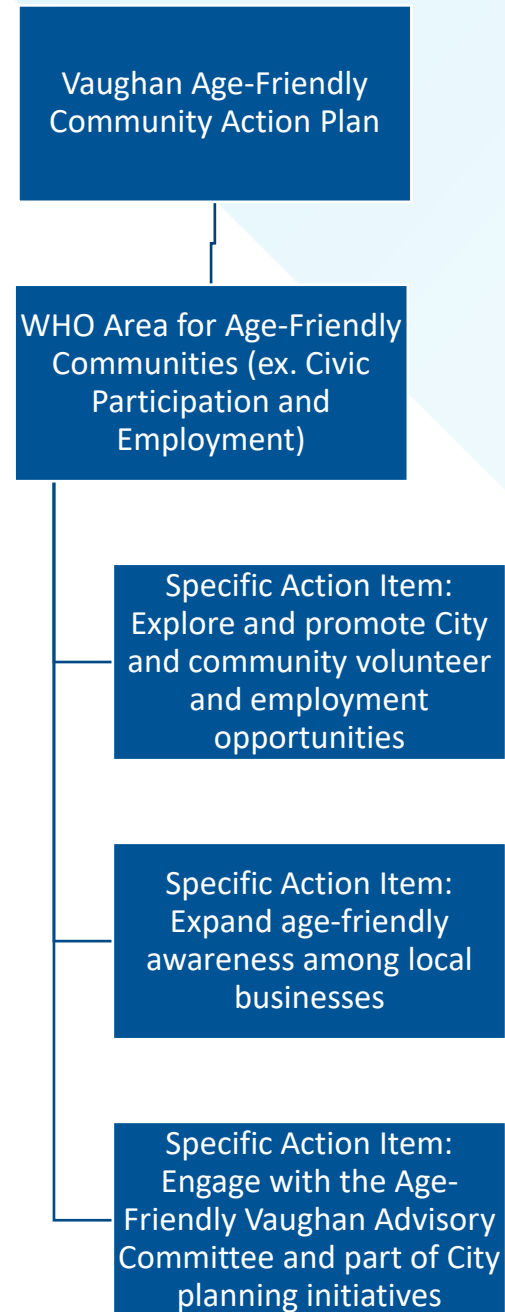 Vaughan Age-Friendly
Community Action Plan
WHO Area for Age-Friendly
Communities (ex. Civic
Participation and
Employment)
Specific Action Item:
Explore and promote City
and community volunteer
and employment
opportunities
Specific Action Item:
Expand age-friendly
awareness among local
businesses
Specific Action Item:
Engage with the Age-
Friendly Vaughan Advisory
Committee and part of City
planning initiatives